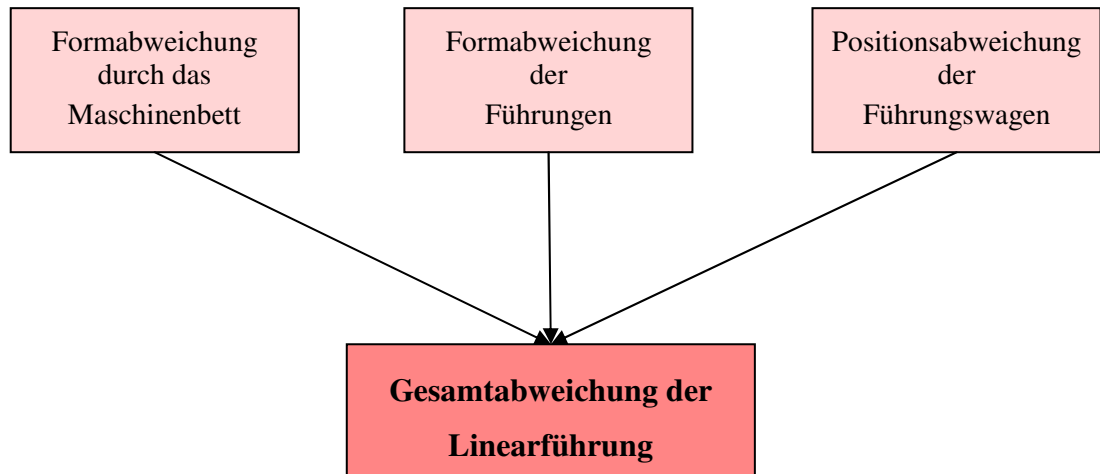 Formabweichung
durch das
Maschinenbett
Formabweichung
der
Führungen
Positionsabweichung
der
Führungswagen
Gesamtabweichung der
Linearführung